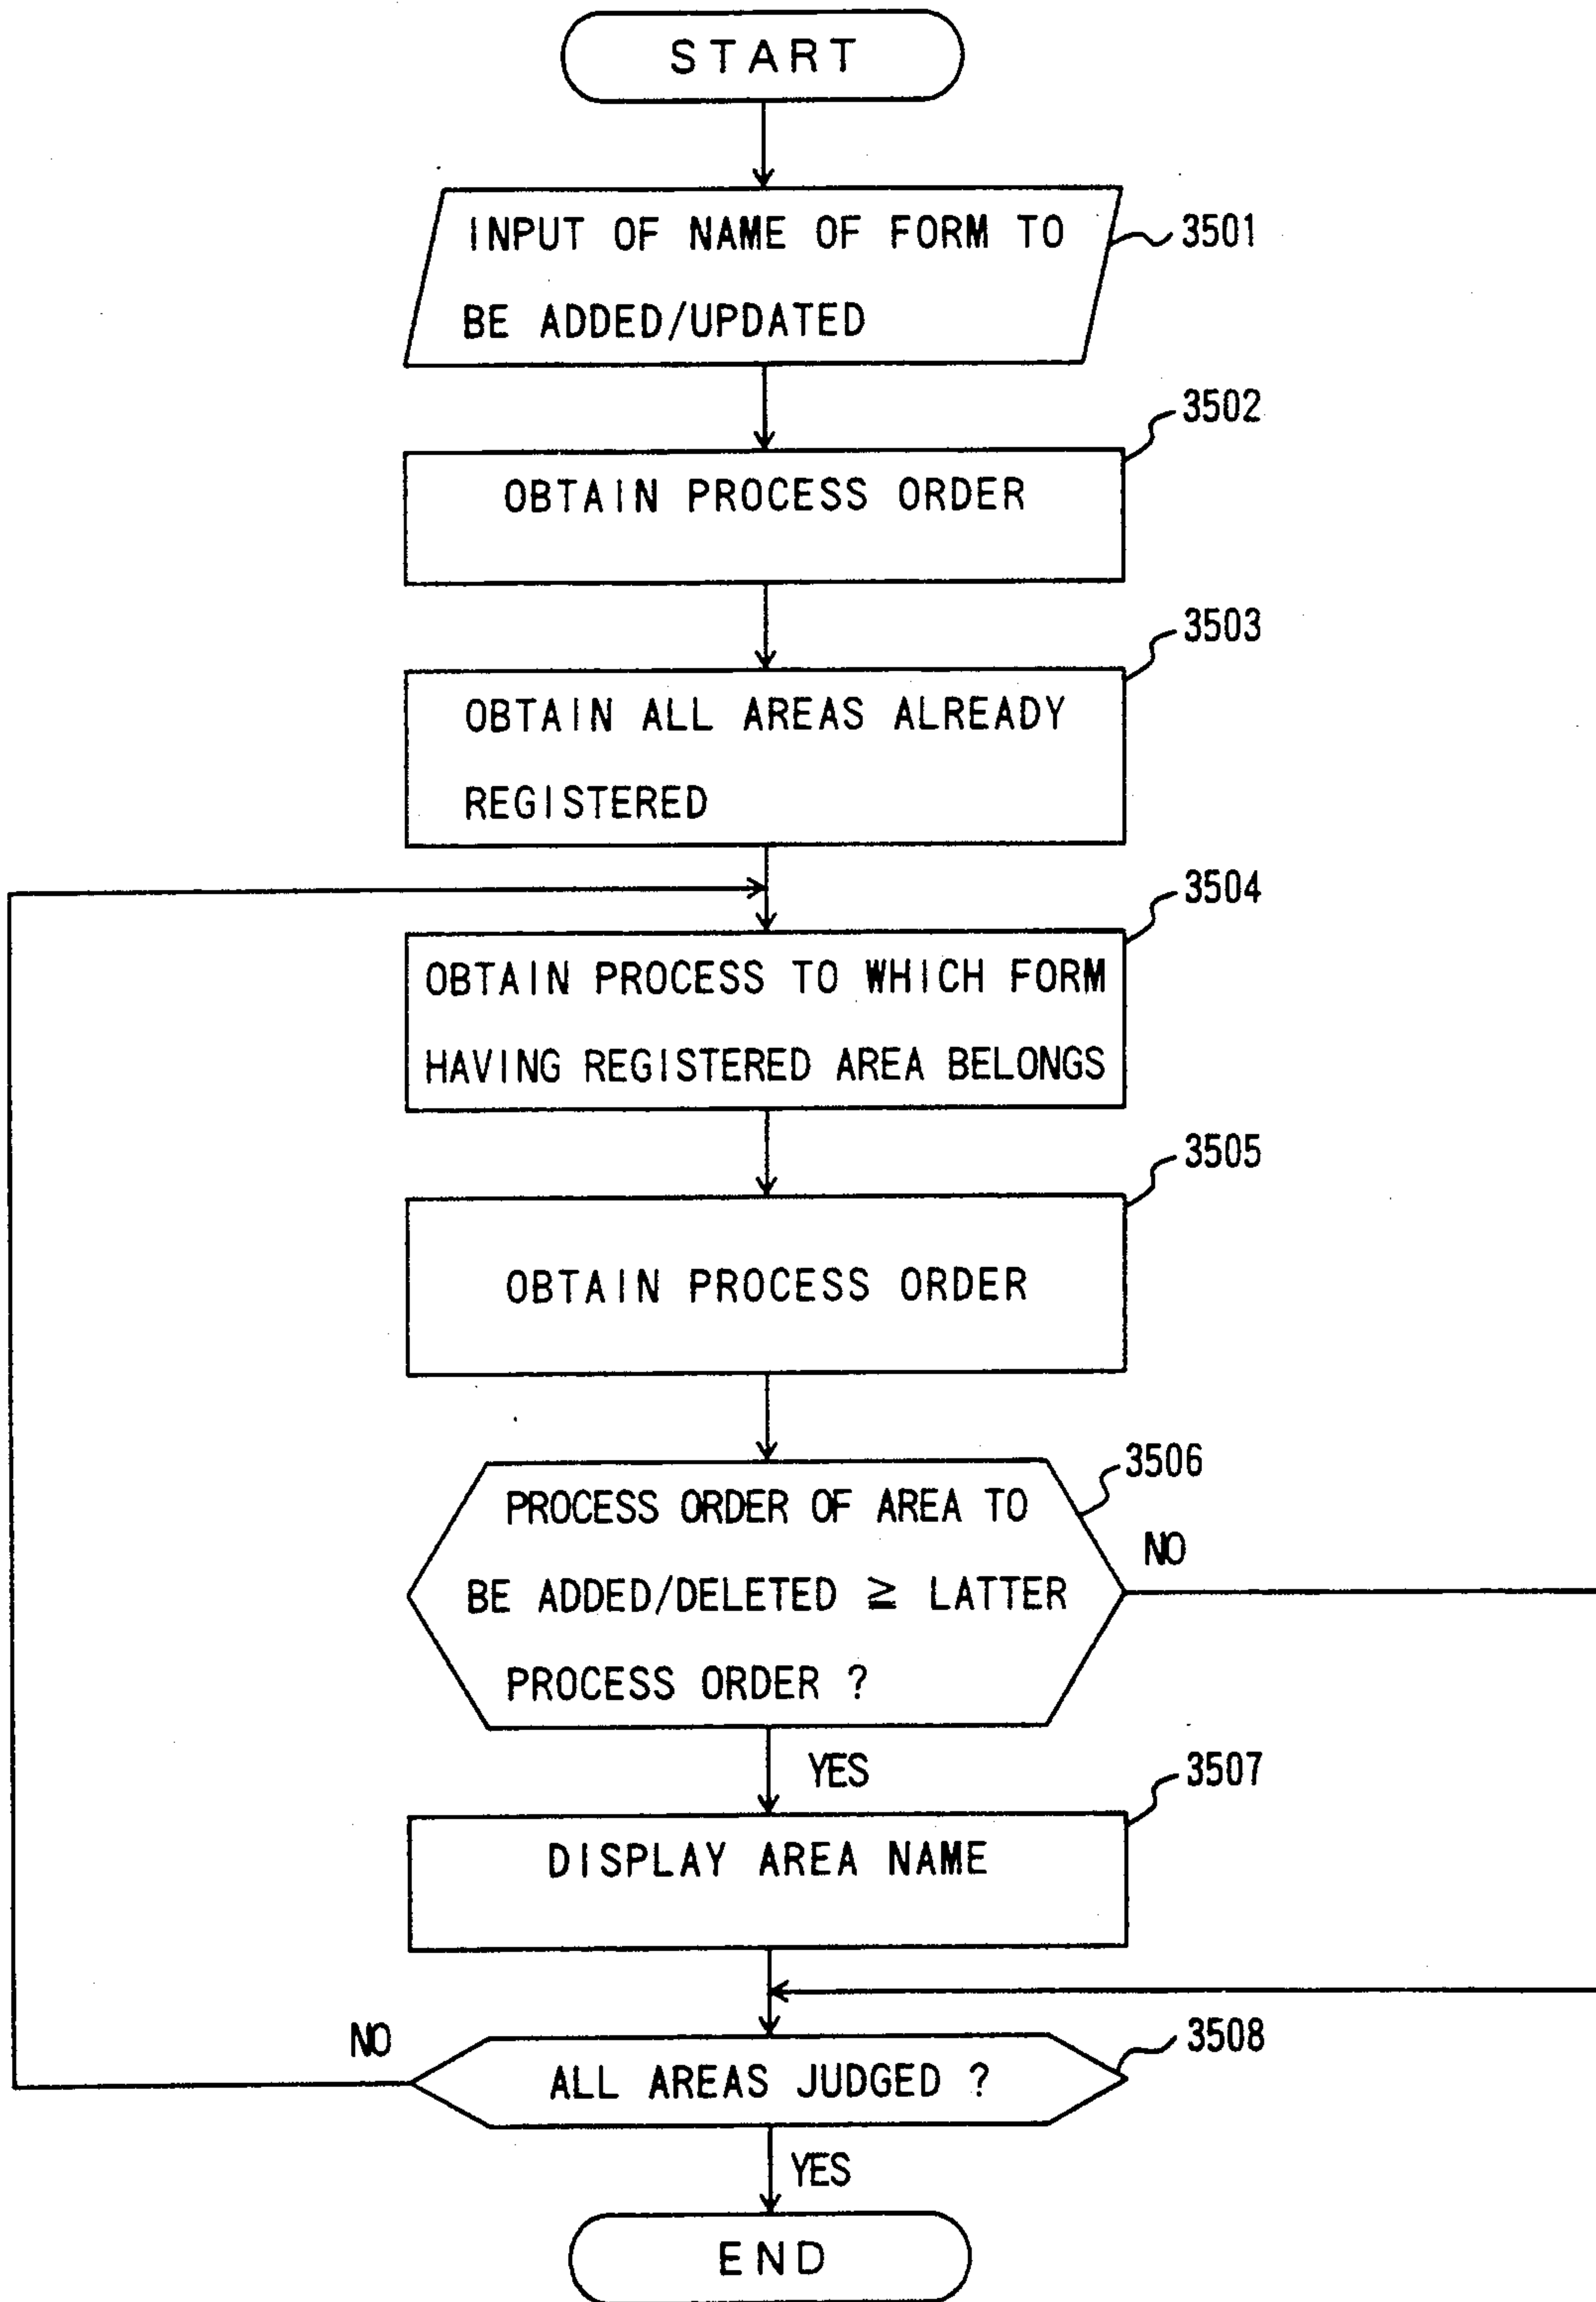 START
INPUT OF NAME OF FORM TO
BE ADDED/UPDATED
3501
3502
OBTAIN PROCESS ORDER
3503
OBTAIN ALL AREAS ALREADY
REGISTERED
3504
OBTAIN PROCESS TO WHICH FORM
HAVING REGISTERED AREA BELONGS
3505
OBTAIN PROCESS ORDER
3506
PROCESS ORDER OF AREA TO
BE ADDED/DELETED ≧ LATTER
PROCESS ORDER ?
NO
YES
3507
DISPLAY AREA NAME
NO
3508
ALL AREAS JUDGED ?
YES
END